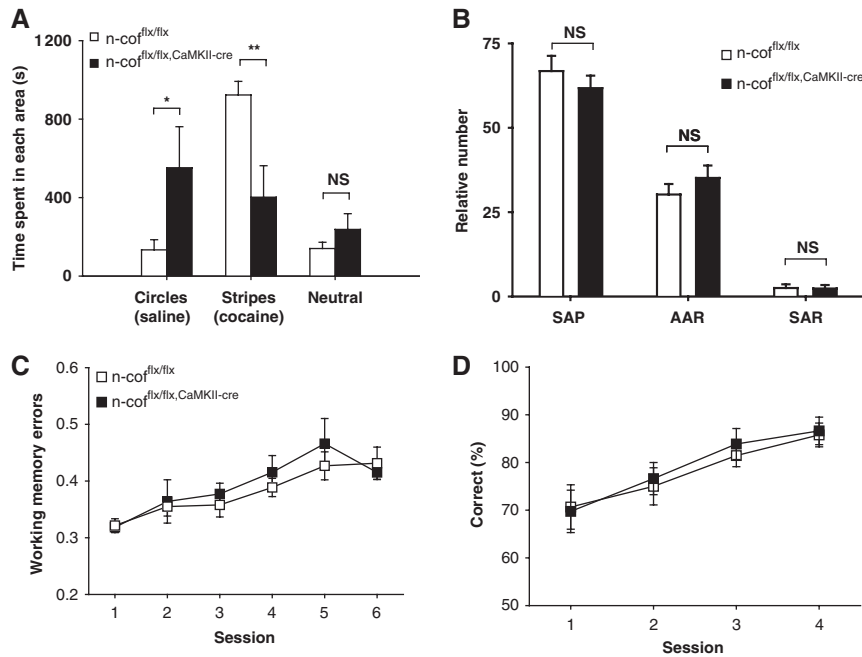 A
n-cof^flx/flx
n-cof^flx/flx,CaMKII-cre
Time spent in each area (s)
1200
800
400
0
*
**
NS
Circles
(saline)
Stripes
(cocaine)
Neutral
B
n-cof^flx/flx
n-cof^flx/flx,CaMKII-cre
Relative number
75
50
25
0
NS
NS
NS
SAP
AAR
SAR
C
n-cof^flx/flx
n-cof^flx/flx,CaMKII-cre
Working memory errors
0.6
0.5
0.4
0.3
0.2
1 2 3 4 5 6
Session
D
Correct (%)
100
90
80
70
60
50
1 2 3 4
Session